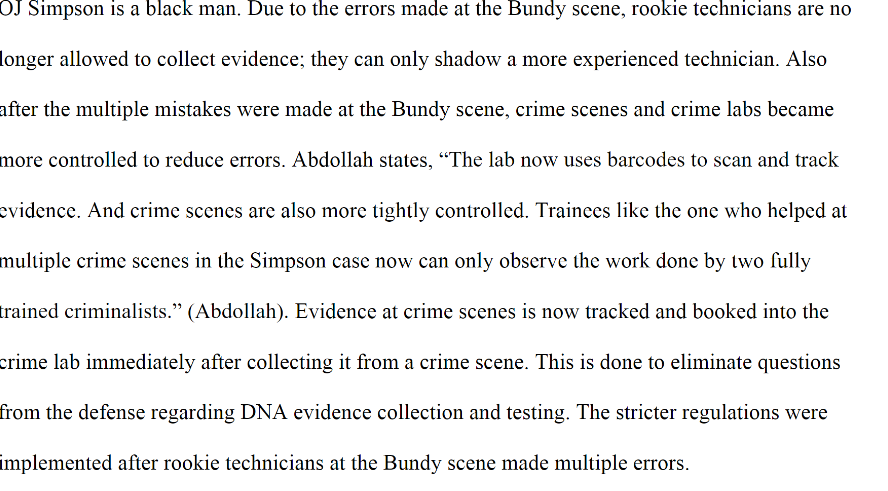 OJ Simpson is a black man. Due to the errors made at the Bundy scene, rookie technicians are no
longer allowed to collect evidence; they can only shadow a more experienced technician. Also
after the multiple mistakes were made at the Bundy scene, crime scenes and crime labs became
more controlled to reduce errors. Abdollah states, “The lab now uses barcodes to scan and track
evidence. And crime scenes are also more tightly controlled. Trainees like the one who helped at
multiple crime scenes in the Simpson case now can only observe the work done by two fully
trained criminalists.” (Abdollah). Evidence at crime scenes is now tracked and booked into the
crime lab immediately after collecting it from a crime scene. This is done to eliminate questions
from the defense regarding DNA evidence collection and testing. The stricter regulations were
implemented after rookie technicians at the Bundy scene made multiple errors.